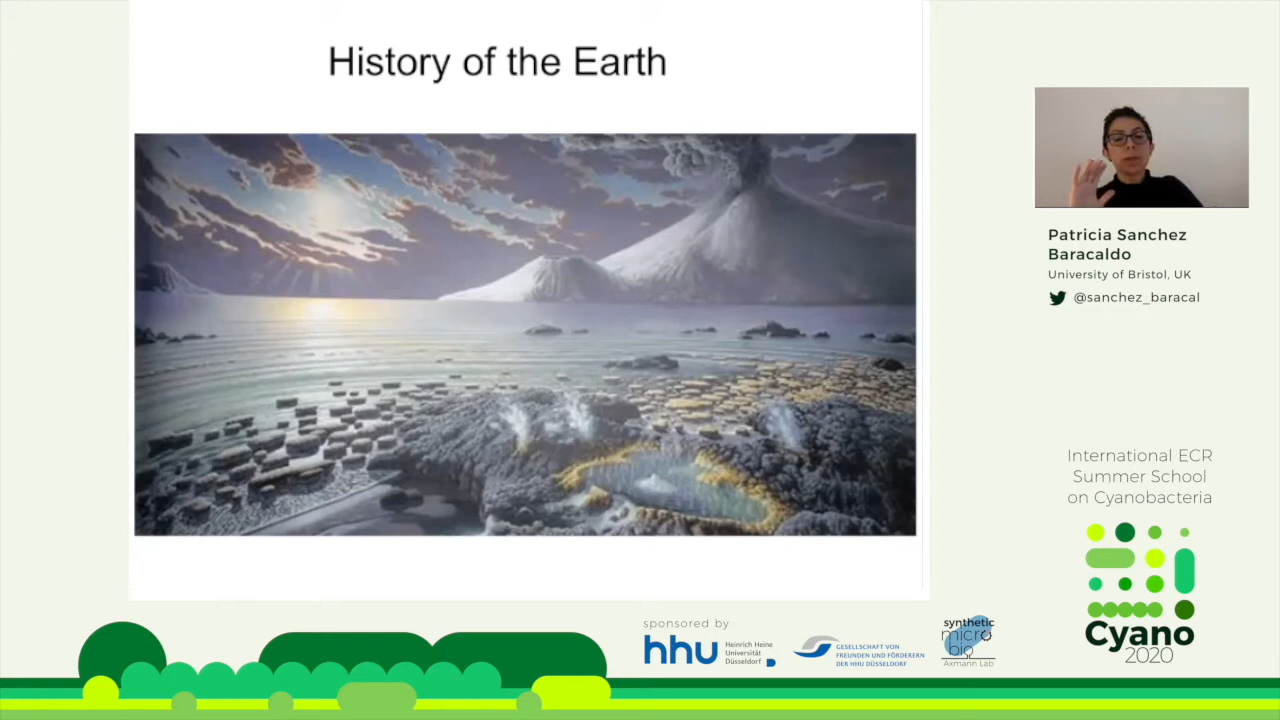 History of the Earth
Patricia Sanchez
Baracaldo
University of Bristol, UK
@sanchez_baracal
International ECR
Summer School
on Cyanobacteria
Cyano
2020
sponsored by
hhu
Heinrich Heine
Universität
Düsseldorf
GESELLSCHAFT VON
FREUNDEN UND FÖRDERERN
DER HHU DÜSSELDORF
synthetic
micro
bio
Axmann Lab